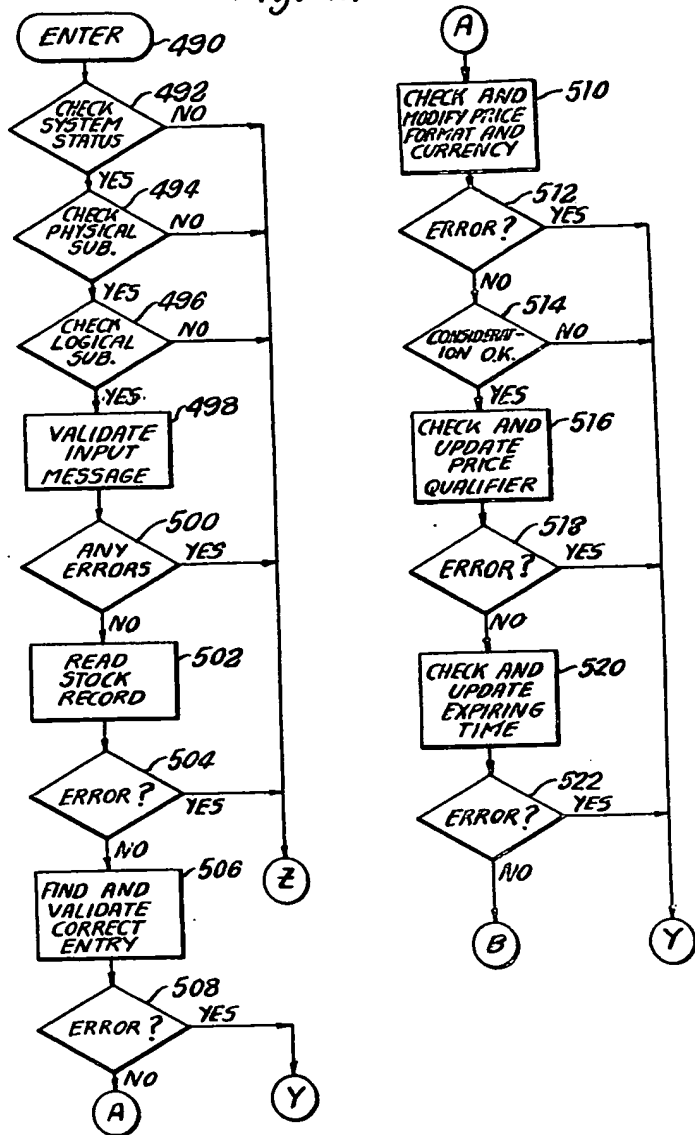 ENTER
490
CHECK
SYSTEM
STATUS
492
NO
YES
CHECK
PHYSICAL
SUB.
494
NO
YES
CHECK
LOGICAL
SUB.
496
NO
YES.
VALIDATE
INPUT
MESSAGE
498
ANY
ERRORS
500
YES
NO
READ
STOCK
RECORD
502
ERROR?
504
YES
NO
Z
FIND AND
VALIDATE
CORRECT
ENTRY
506
ERROR?
508
YES
NO
A
Y
A
CHECK AND
MODIFY PRICE
FORMAT AND
CURRENCY
510
ERROR?
512
YES
NO
CONSIDERAT-
ION O.K.
514
NO
YES
CHECK AND
UPDATE
PRICE
QUALIFIER
516
ERROR?
518
YES
NO
CHECK AND
UPDATE
EXPIRING
TIME
520
ERROR?
522
YES
NO
B
Y